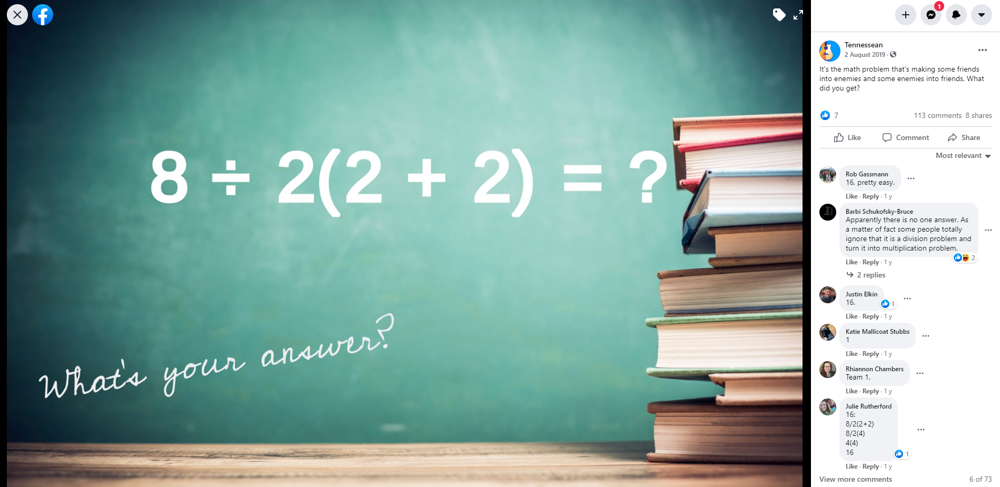 8 ÷ 2(2 + 2) = ?
What's your answer?
1
Tennessean
2 August 2019 ·
It's the math problem that's making some friends
into enemies and some enemies into friends. What
did you get?
7
113 comments 8 shares
Like Comment Share
Most relevant
Rob Gassmann
16, pretty easy.
Like · Reply · 1 y
Barbi Schukofsky-Bruce
Apparently there is no one answer. As
a matter of fact some people totally
ignore that it is a division problem and
turn it into multiplication problem.
2
Like · Reply · 1 y
2 replies
Justin Elkin
16.
1
Like · Reply · 1 y
Katie Mallicoat Stubbs
1
Like · Reply · 1 y
Rhiannon Chambers
Team 1.
Like · Reply · 1 y
Julie Rutherford
16:
8/2(2+2)
8/2(4)
4(4)
16
1
Like · Reply · 1 y
View more comments 6 of 73